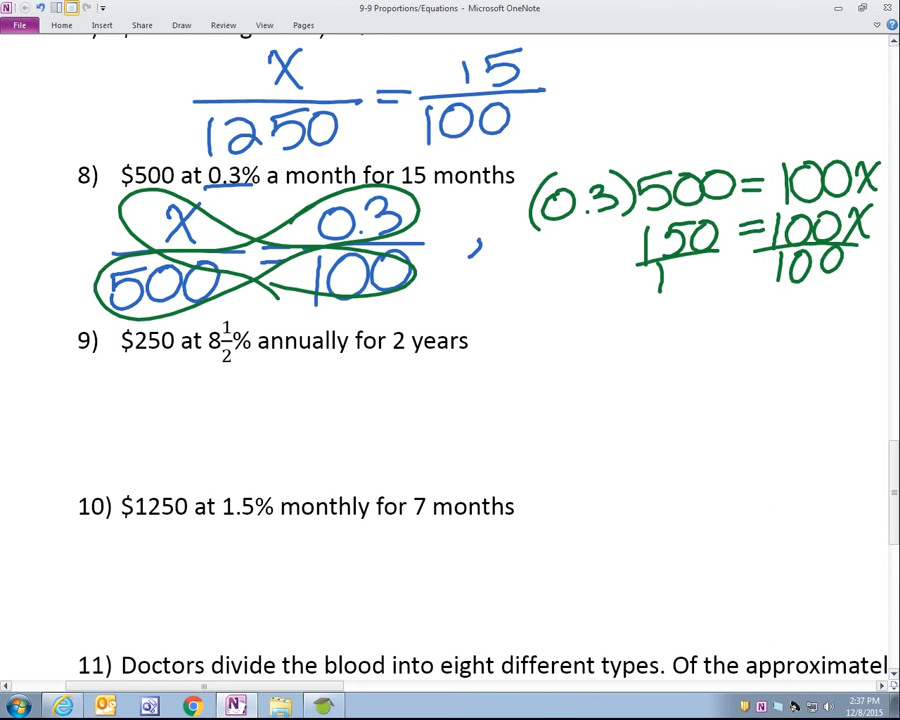 9-9 Proportions/Equations - Microsoft OneNote
File Home Insert Share Draw Review View Pages
x/1250 = 15/100
8) $500 at 0.3% a month for 15 months
x/500 = 0.3/100 ,
(0.3)500 = 100x
150/1 = 100x/100
9) $250 at 8 1/2% annually for 2 years
10) $1250 at 1.5% monthly for 7 months
11) Doctors divide the blood into eight different types. Of the approximatel
2:37 PM
12/8/2015